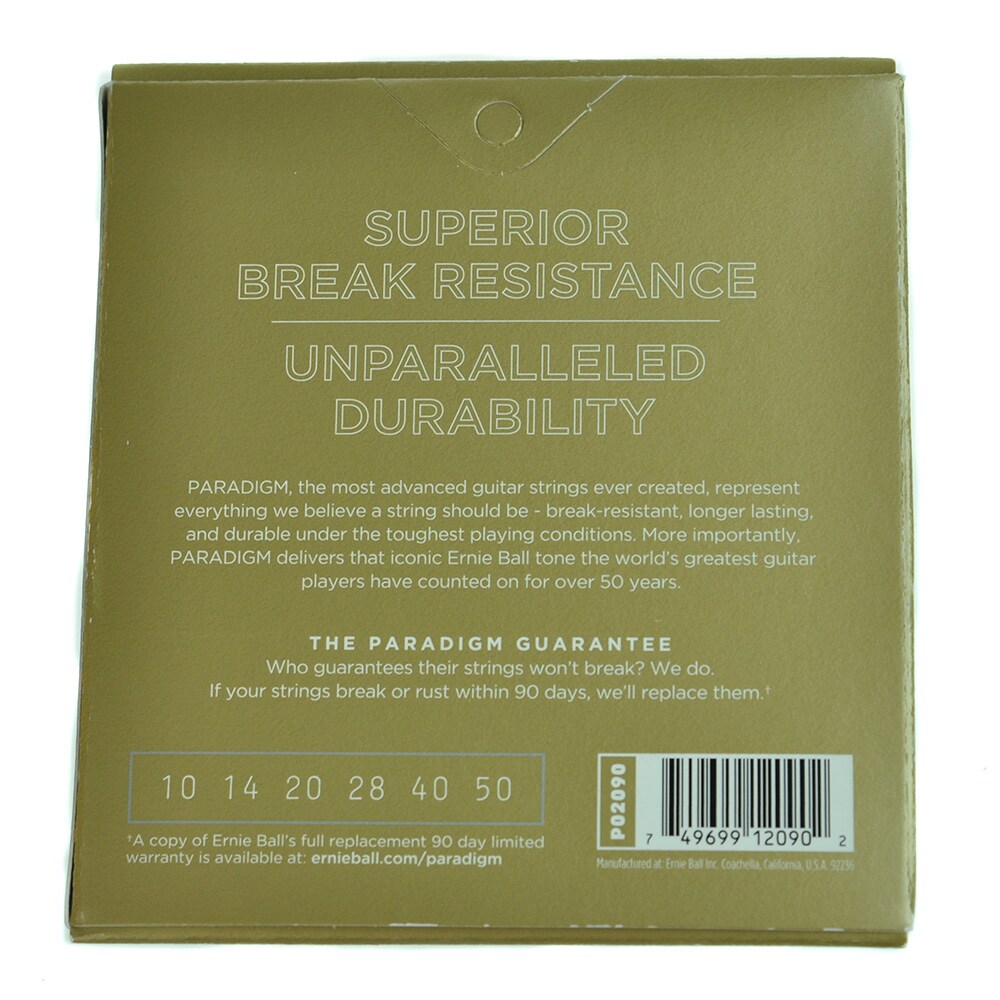 SUPERIOR
BREAK RESISTANCE
UNPARALLELED
DURABILITY
PARADIGM, the most advanced guitar strings ever created, represent
everything we believe a string should be - break-resistant, longer lasting,
and durable under the toughest playing conditions. More importantly,
PARADIGM delivers that iconic Ernie Ball tone the world's greatest guitar
players have counted on for over 50 years.
THE PARADIGM GUARANTEE
Who guarantees their strings won't break? We do.
If your strings break or rust within 90 days, we'll replace them.†
10 14 20 28 40 50
†A copy of Ernie Ball's full replacement 90 day limited
warranty is available at: ernieball.com/paradigm
P02090
7 49699 12090 2
Manufactured at: Ernie Ball Inc. Coachella, California, U.S.A. 92236